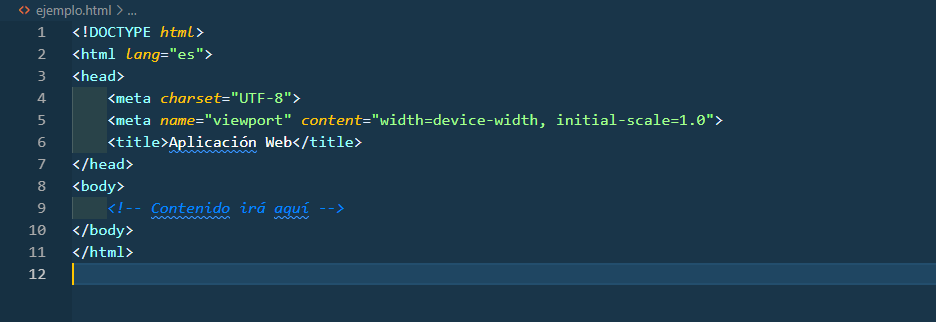 ejemplo.html > ...
1 <!DOCTYPE html>
2 <html lang="es">
3 <head>
4     <meta charset="UTF-8">
5     <meta name="viewport" content="width=device-width, initial-scale=1.0">
6     <title>Aplicación Web</title>
7 </head>
8 <body>
9     <!-- Contenido irá aquí -->
10 </body>
11 </html>
12